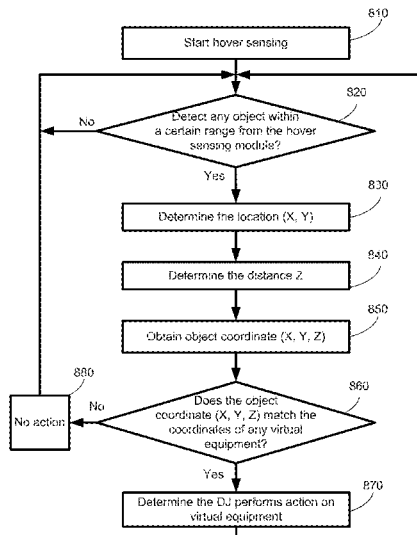 810
Start hover sensing
820
Detect any object within
a certain range from the hover
sensing module?
No
Yes
830
Determine the location (X, Y)
840
Determine the distance Z
850
Obtain object coordinate (X, Y, Z)
880
No action
No
860
Does the object
coordinate (X, Y, Z) match the
coordinates of any virtual
equipment?
Yes
870
Determine the DJ performs action on
virtual equipment